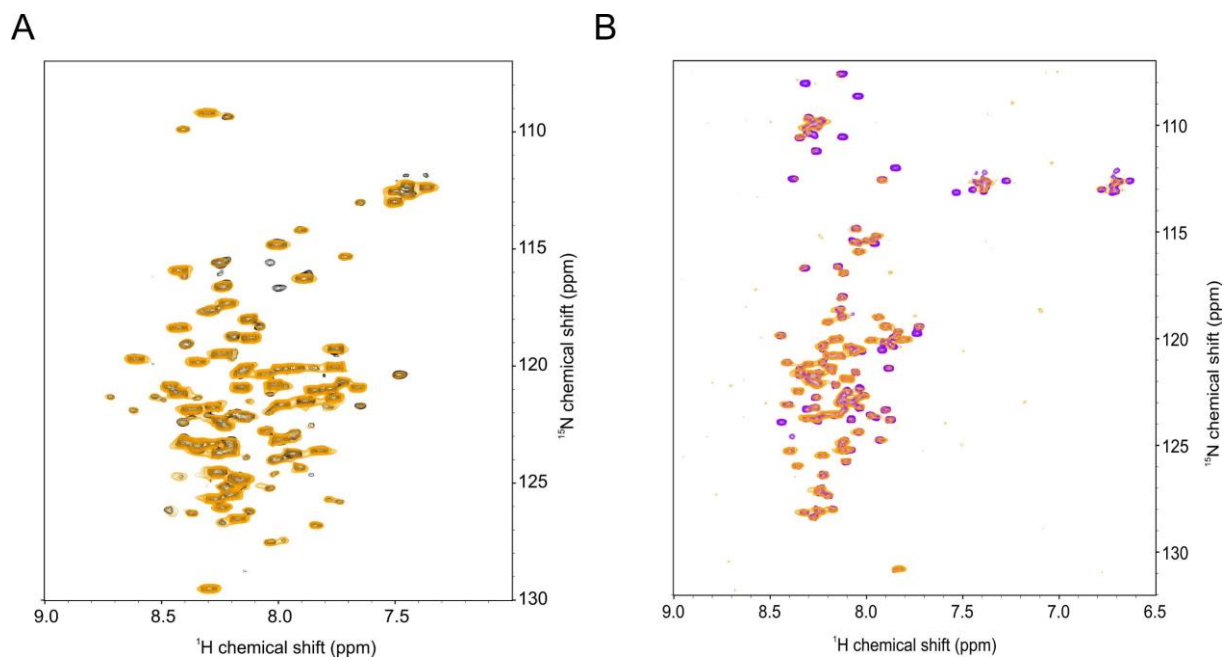 A
B
110
115
120
125
130
¹⁵N chemical shift (ppm)
9.0 8.5 8.0 7.5
¹H chemical shift (ppm)
110
115
120
125
130
¹⁵N chemical shift (ppm)
9.0 8.5 8.0 7.5 7.0 6.5
¹H chemical shift (ppm)